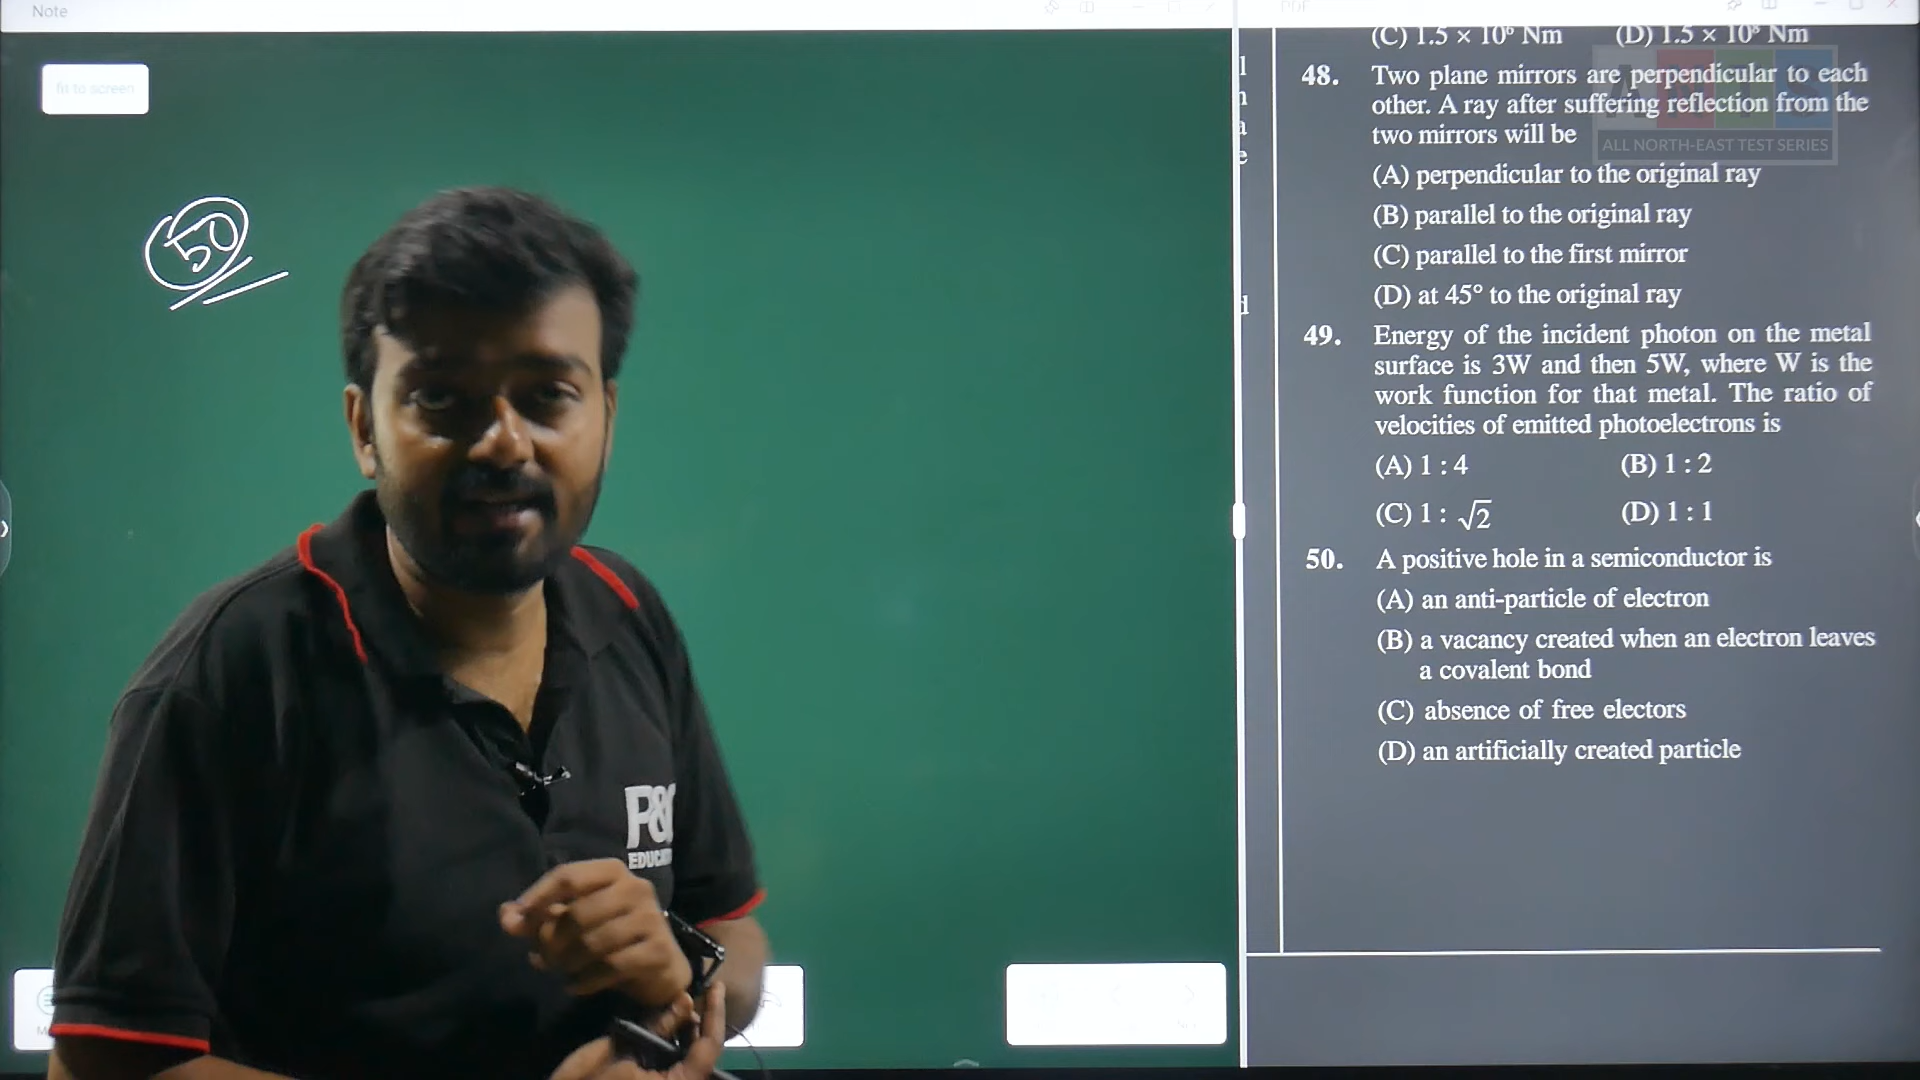 Note
PDF
fit to screen
50
(C) 1.5 × 10⁶ Nm (D) 1.5 × 10⁸ Nm
48. Two plane mirrors are perpendicular to each
other. A ray after suffering reflection from the
two mirrors will be
(A) perpendicular to the original ray
(B) parallel to the original ray
(C) parallel to the first mirror
(D) at 45° to the original ray
49. Energy of the incident photon on the metal
surface is 3W and then 5W, where W is the
work function for that metal. The ratio of
velocities of emitted photoelectrons is
(A) 1 : 4 (B) 1 : 2
(C) 1 : √2 (D) 1 : 1
50. A positive hole in a semiconductor is
(A) an anti-particle of electron
(B) a vacancy created when an electron leaves
a covalent bond
(C) absence of free electors
(D) an artificially created particle
ANTS
ALL NORTH-EAST TEST SERIES